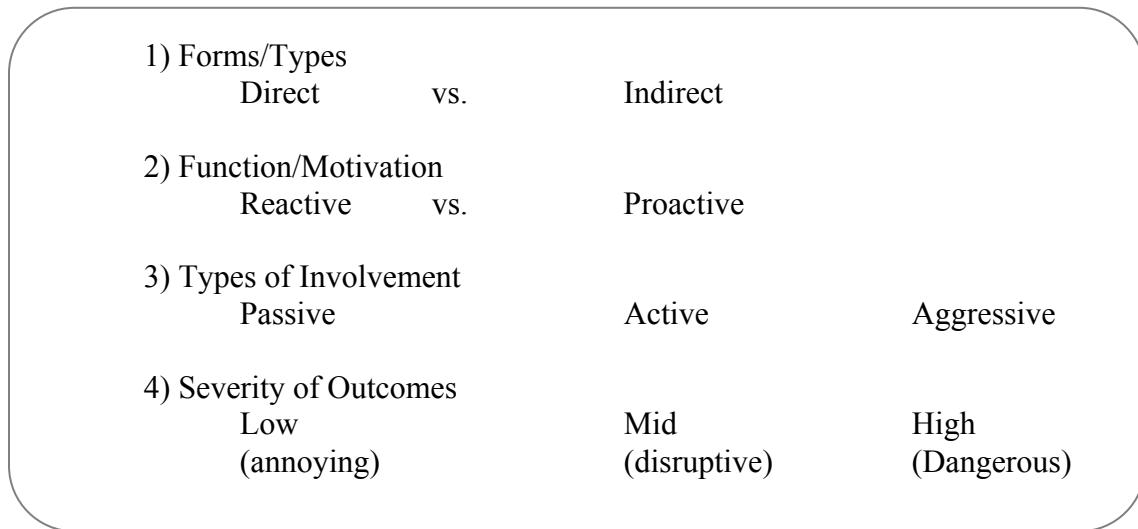 1) Forms/Types
Direct vs. Indirect
2) Function/Motivation
Reactive vs. Proactive
3) Types of Involvement
Passive Active Aggressive
4) Severity of Outcomes
Low Mid High
(annoying) (disruptive) (Dangerous)